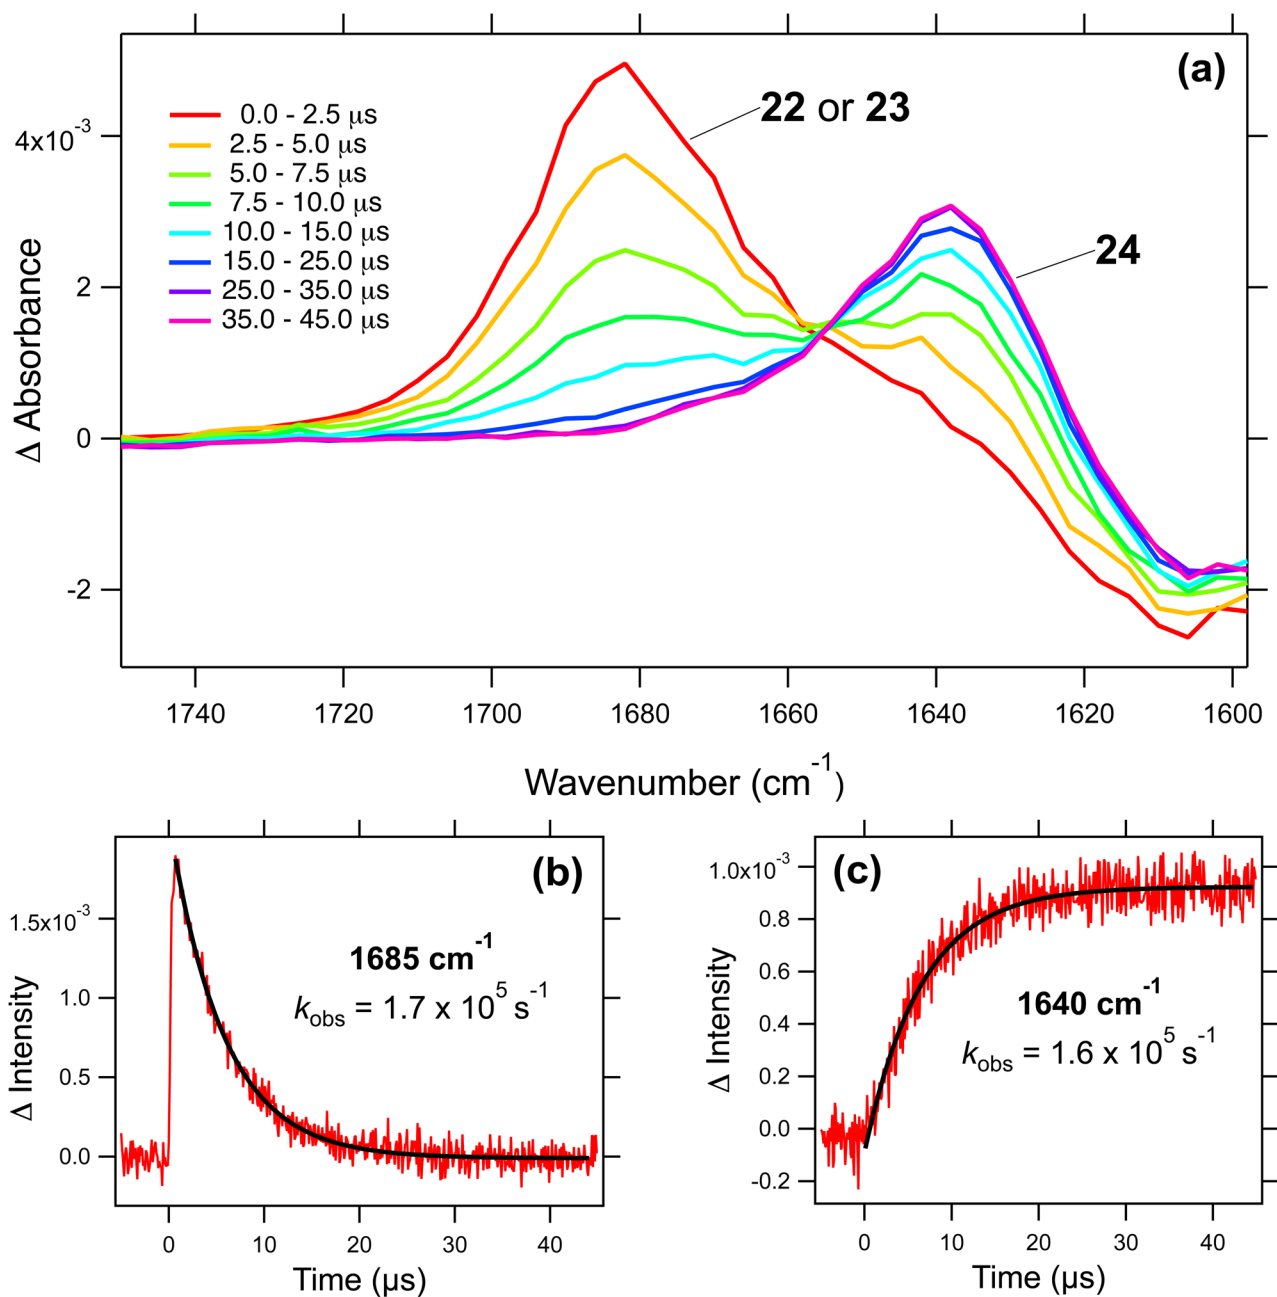 (a)
22 or 23
24
0.0 - 2.5 μs
2.5 - 5.0 μs
5.0 - 7.5 μs
7.5 - 10.0 μs
10.0 - 15.0 μs
15.0 - 25.0 μs
25.0 - 35.0 μs
35.0 - 45.0 μs
4x10⁻³
2
0
-2
Δ Absorbance
1740 1720 1700 1680 1660 1640 1620 1600
Wavenumber (cm⁻¹)
(b)
1.5x10⁻³
1.0
0.5
0.0
Δ Intensity
1685 cm⁻¹
kobs = 1.7 x 10⁵ s⁻¹
0 10 20 30 40
Time (μs)
(c)
1.0x10⁻³
0.8
0.6
0.4
0.2
0.0
-0.2
Δ Intensity
1640 cm⁻¹
kobs = 1.6 x 10⁵ s⁻¹
0 10 20 30 40
Time (μs)